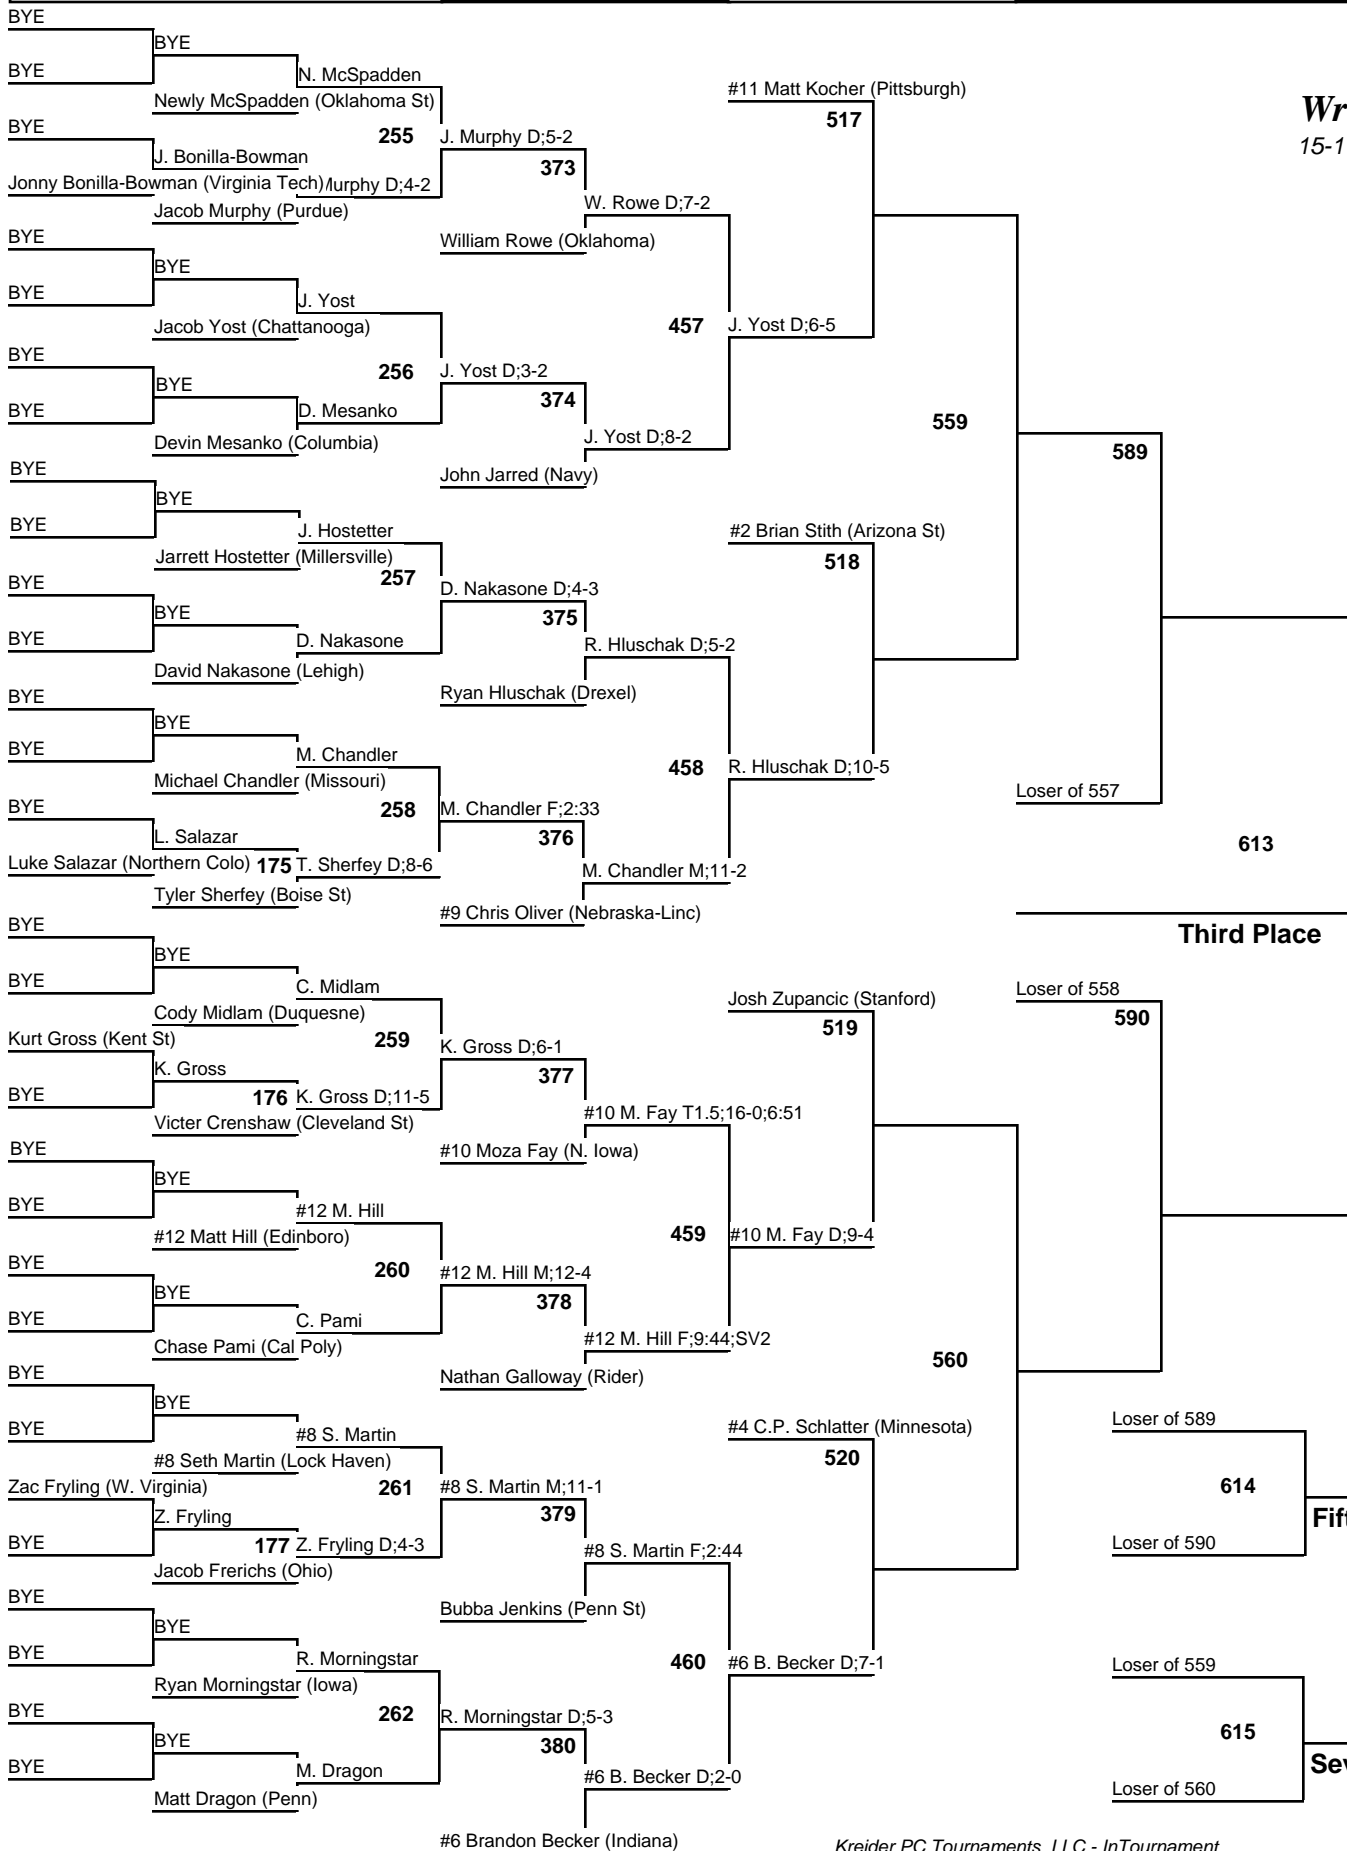 BYE
BYE
BYE
N. McSpadden
Newly McSpadden (Oklahoma St)
255
BYE
J. Bonilla-Bowman
J. Murphy D;5-2
373
Jonny Bonilla-Bowman (Virginia Tech)
Murphy D;4-2
Jacob Murphy (Purdue)
W. Rowe D;7-2
William Rowe (Oklahoma)
#11 Matt Kocher (Pittsburgh)
517
Wr
15-1
BYE
BYE
BYE
J. Yost
Jacob Yost (Chattanooga)
457
J. Yost D;6-5
BYE
BYE
BYE
256
J. Yost D;3-2
374
D. Mesanko
Devin Mesanko (Columbia)
J. Yost D;8-2
John Jarred (Navy)
559
589
BYE
BYE
BYE
J. Hostetter
Jarrett Hostetter (Millersville)
257
#2 Brian Stith (Arizona St)
518
BYE
BYE
BYE
D. Nakasone D;4-3
375
D. Nakasone
David Nakasone (Lehigh)
R. Hluschak D;5-2
Ryan Hluschak (Drexel)
BYE
BYE
BYE
M. Chandler
Michael Chandler (Missouri)
458
R. Hluschak D;10-5
Loser of 557
BYE
258
M. Chandler F;2:33
376
L. Salazar
Luke Salazar (Northern Colo)
175
T. Sherfey D;8-6
Tyler Sherfey (Boise St)
M. Chandler M;11-2
#9 Chris Oliver (Nebraska-Linc)
613
Third Place
BYE
BYE
BYE
C. Midlam
Cody Midlam (Duquesne)
Josh Zupancic (Stanford)
519
Loser of 558
590
Kurt Gross (Kent St)
259
K. Gross D;6-1
377
K. Gross
BYE
176
K. Gross D;11-5
Victer Crenshaw (Cleveland St)
#10 M. Fay T1.5;16-0;6:51
#10 Moza Fay (N. Iowa)
BYE
BYE
BYE
#12 M. Hill
#12 Matt Hill (Edinboro)
459
#10 M. Fay D;9-4
BYE
260
#12 M. Hill M;12-4
378
BYE
BYE
C. Pami
Chase Pami (Cal Poly)
#12 M. Hill F;9:44;SV2
Nathan Galloway (Rider)
560
BYE
BYE
BYE
#8 S. Martin
#8 Seth Martin (Lock Haven)
#4 C.P. Schlatter (Minnesota)
520
Loser of 589
Zac Fryling (W. Virginia)
261
#8 S. Martin M;11-1
379
614
Z. Fryling
Fift
BYE
177
Z. Fryling D;4-3
Jacob Frerichs (Ohio)
#8 S. Martin F;2:44
Loser of 590
Bubba Jenkins (Penn St)
BYE
BYE
BYE
R. Morningstar
Ryan Morningstar (Iowa)
460
#6 B. Becker D;7-1
Loser of 559
BYE
262
R. Morningstar D;5-3
380
615
BYE
BYE
M. Dragon
Matt Dragon (Penn)
#6 B. Becker D;2-0
Sev
Loser of 560
#6 Brandon Becker (Indiana)
Kreider PC Tournaments, LLC - InTournament